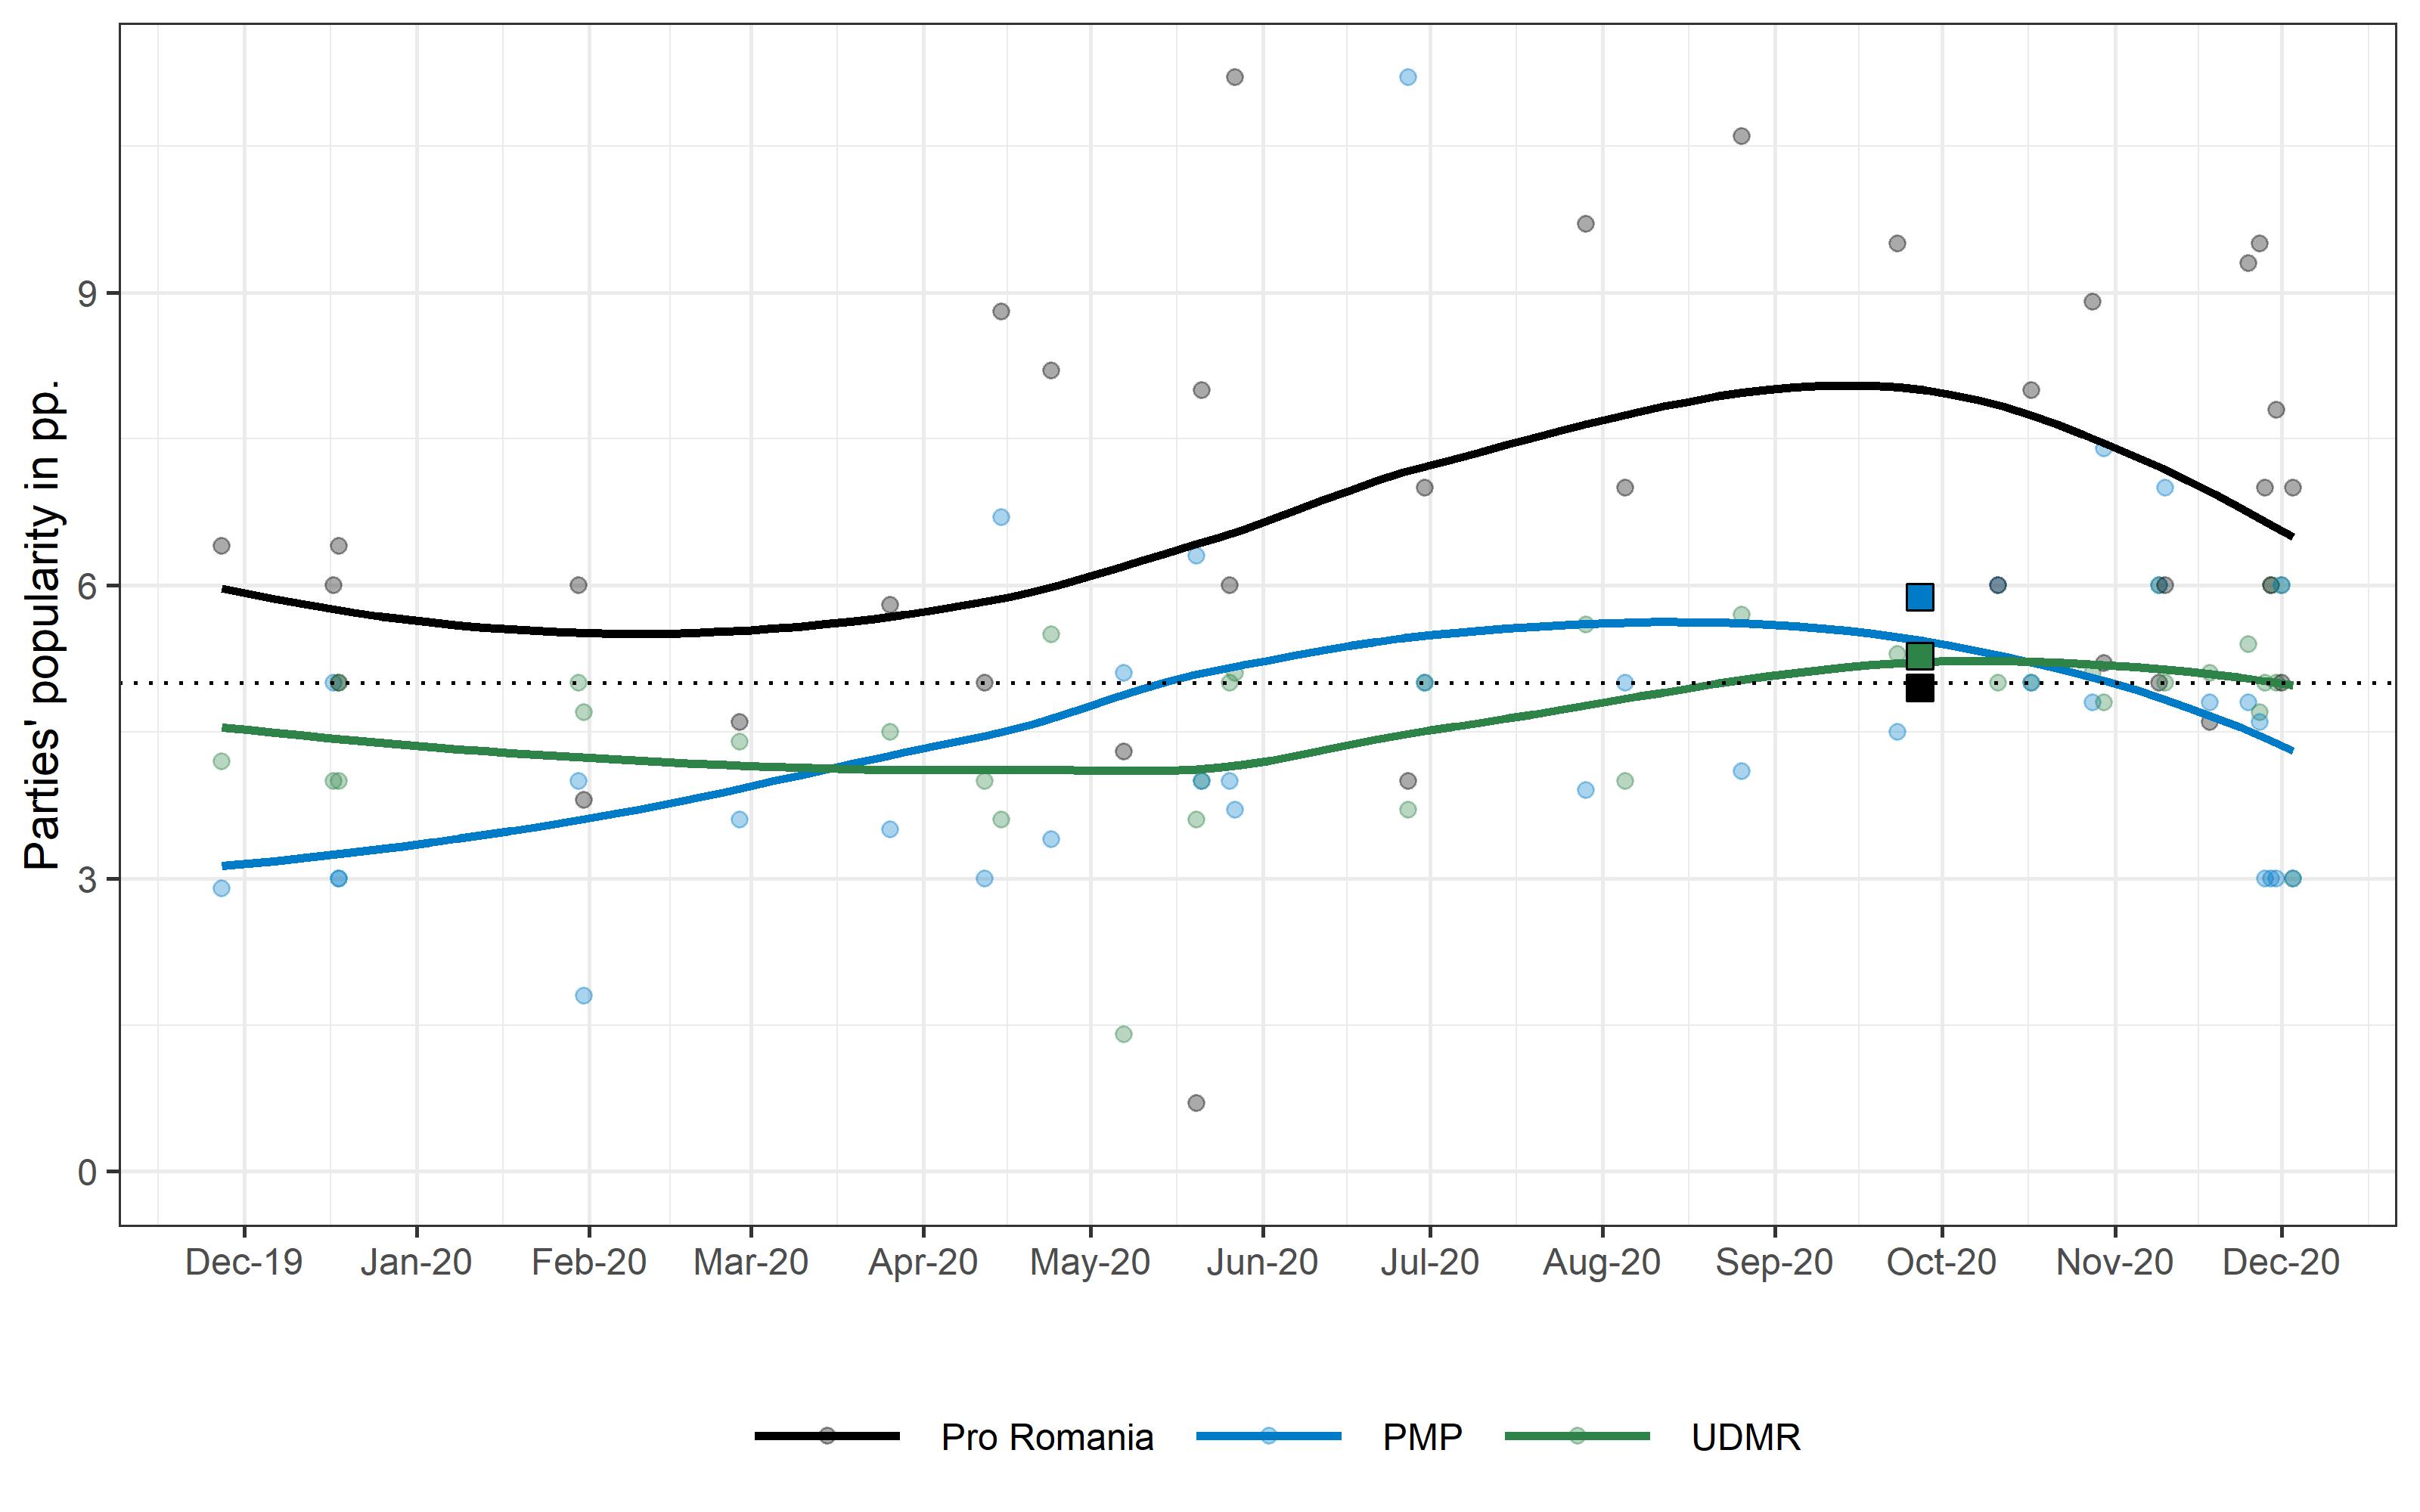 Parties' popularity in pp.
9
6
3
0
Dec-19 Jan-20 Feb-20 Mar-20 Apr-20 May-20 Jun-20 Jul-20 Aug-20 Sep-20 Oct-20 Nov-20 Dec-20
Pro Romania PMP UDMR